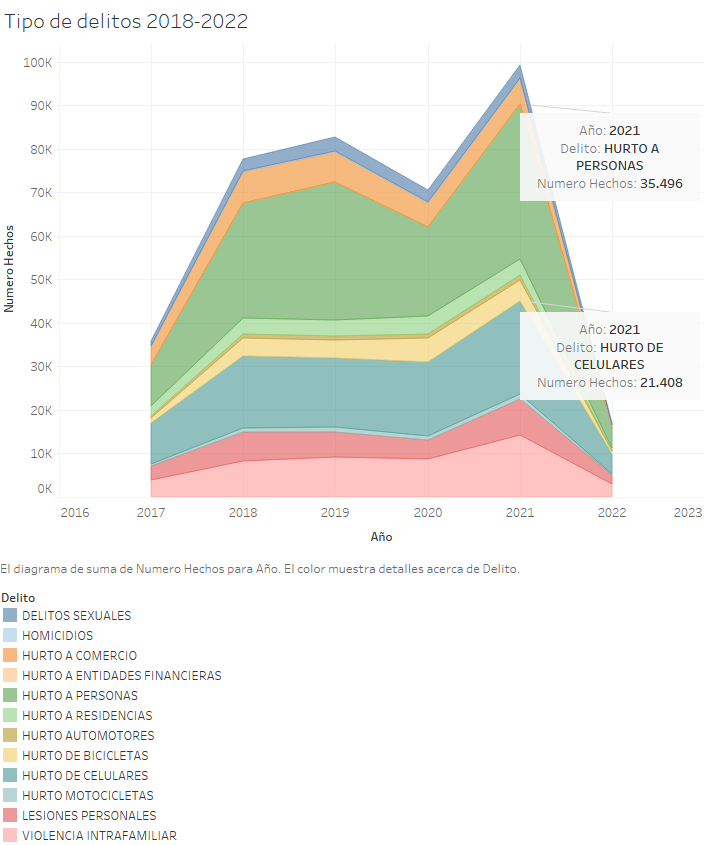 Tipo de delitos 2018-2022
100K
90K
80K
70K
60K
50K
40K
30K
20K
10K
0K
Numero Hechos
Año: 2021
Delito: HURTO A
PERSONAS
Numero Hechos: 35.496
Año: 2021
Delito: HURTO DE
CELULARES
Numero Hechos: 21.408
2016 2017 2018 2019 2020 2021 2022 2023
Año
El diagrama de suma de Numero Hechos para Año. El color muestra detalles acerca de Delito.
Delito
DELITOS SEXUALES
HOMICIDIOS
HURTO A COMERCIO
HURTO A ENTIDADES FINANCIERAS
HURTO A PERSONAS
HURTO A RESIDENCIAS
HURTO AUTOMOTORES
HURTO DE BICICLETAS
HURTO DE CELULARES
HURTO MOTOCICLETAS
LESIONES PERSONALES
VIOLENCIA INTRAFAMILIAR